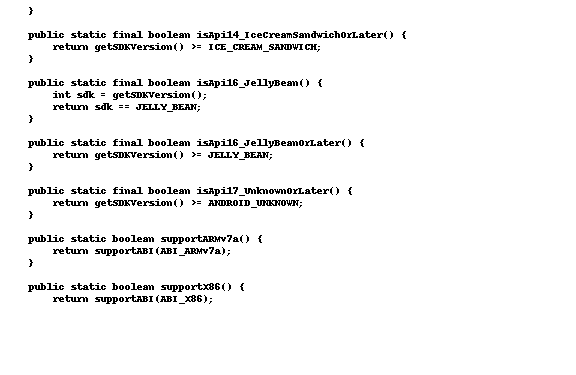 }

public static final boolean isApi14_IceCreamSandwichOrLater() {
    return getSDKVersion() >= ICE_CREAM_SANDWICH;
}

public static final boolean isApi16_JellyBean() {
    int sdk = getSDKVersion();
    return sdk == JELLY_BEAN;
}

public static final boolean isApi16_JellyBeanOrLater() {
    return getSDKVersion() >= JELLY_BEAN;
}

public static final boolean isApi17_UnknownOrLater() {
    return getSDKVersion() >= ANDROID_UNKNOWN;
}

public static boolean supportARMv7a() {
    return supportABI(ABI_ARMv7a);
}

public static boolean supportX86() {
    return supportABI(ABI_X86);